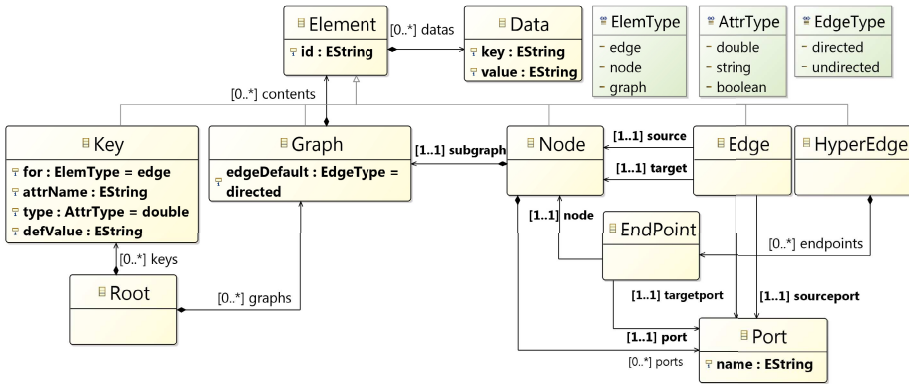 Element
id : EString
[0..*] datas
Data
key : EString
value : EString
ElemType
edge
node
graph
AttrType
double
string
boolean
EdgeType
directed
undirected
[0..*] contents
Key
for : ElemType = edge
attrName : EString
type : AttrType = double
defValue : EString
Graph
edgeDefault : EdgeType =
directed
[1..1] subgraph
Node
[1..1] source
[1..1] target
Edge
HyperEdge
[1..1] node
EndPoint
[0..*] endpoints
[0..*] keys
Root
[0..*] graphs
[1..1] targetport
[1..1] sourceport
[1..1] port
[0..*] ports
Port
name : EString